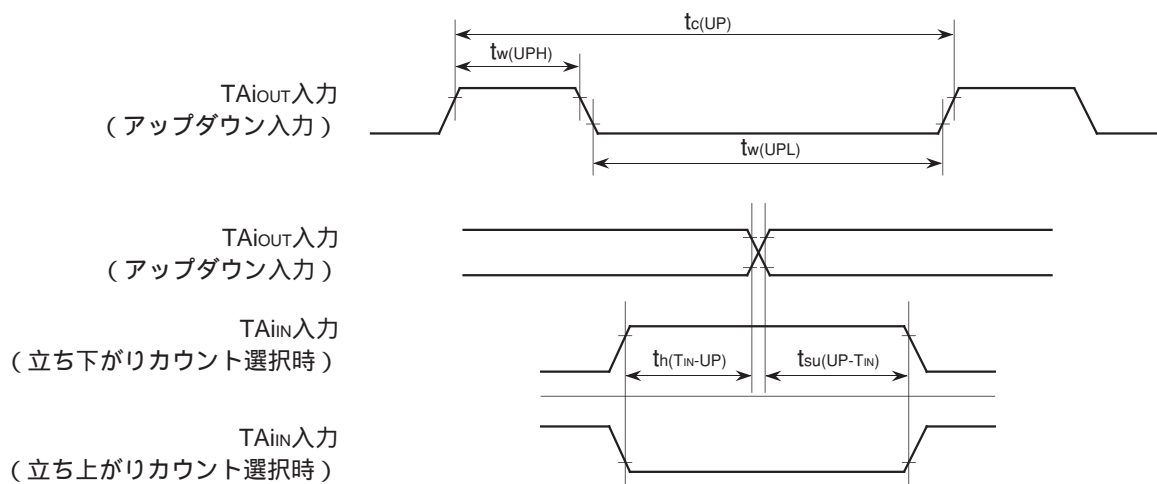 tc(UP)
tw(UPH)
TAiOUT入力
(アップダウン入力)
tw(UPL)
TAiOUT入力
(アップダウン入力)
TAiIN入力
(立ち下がりカウント選択時)
th(TIN-UP)
tsu(UP-TIN)
TAiIN入力
(立ち上がりカウント選択時)